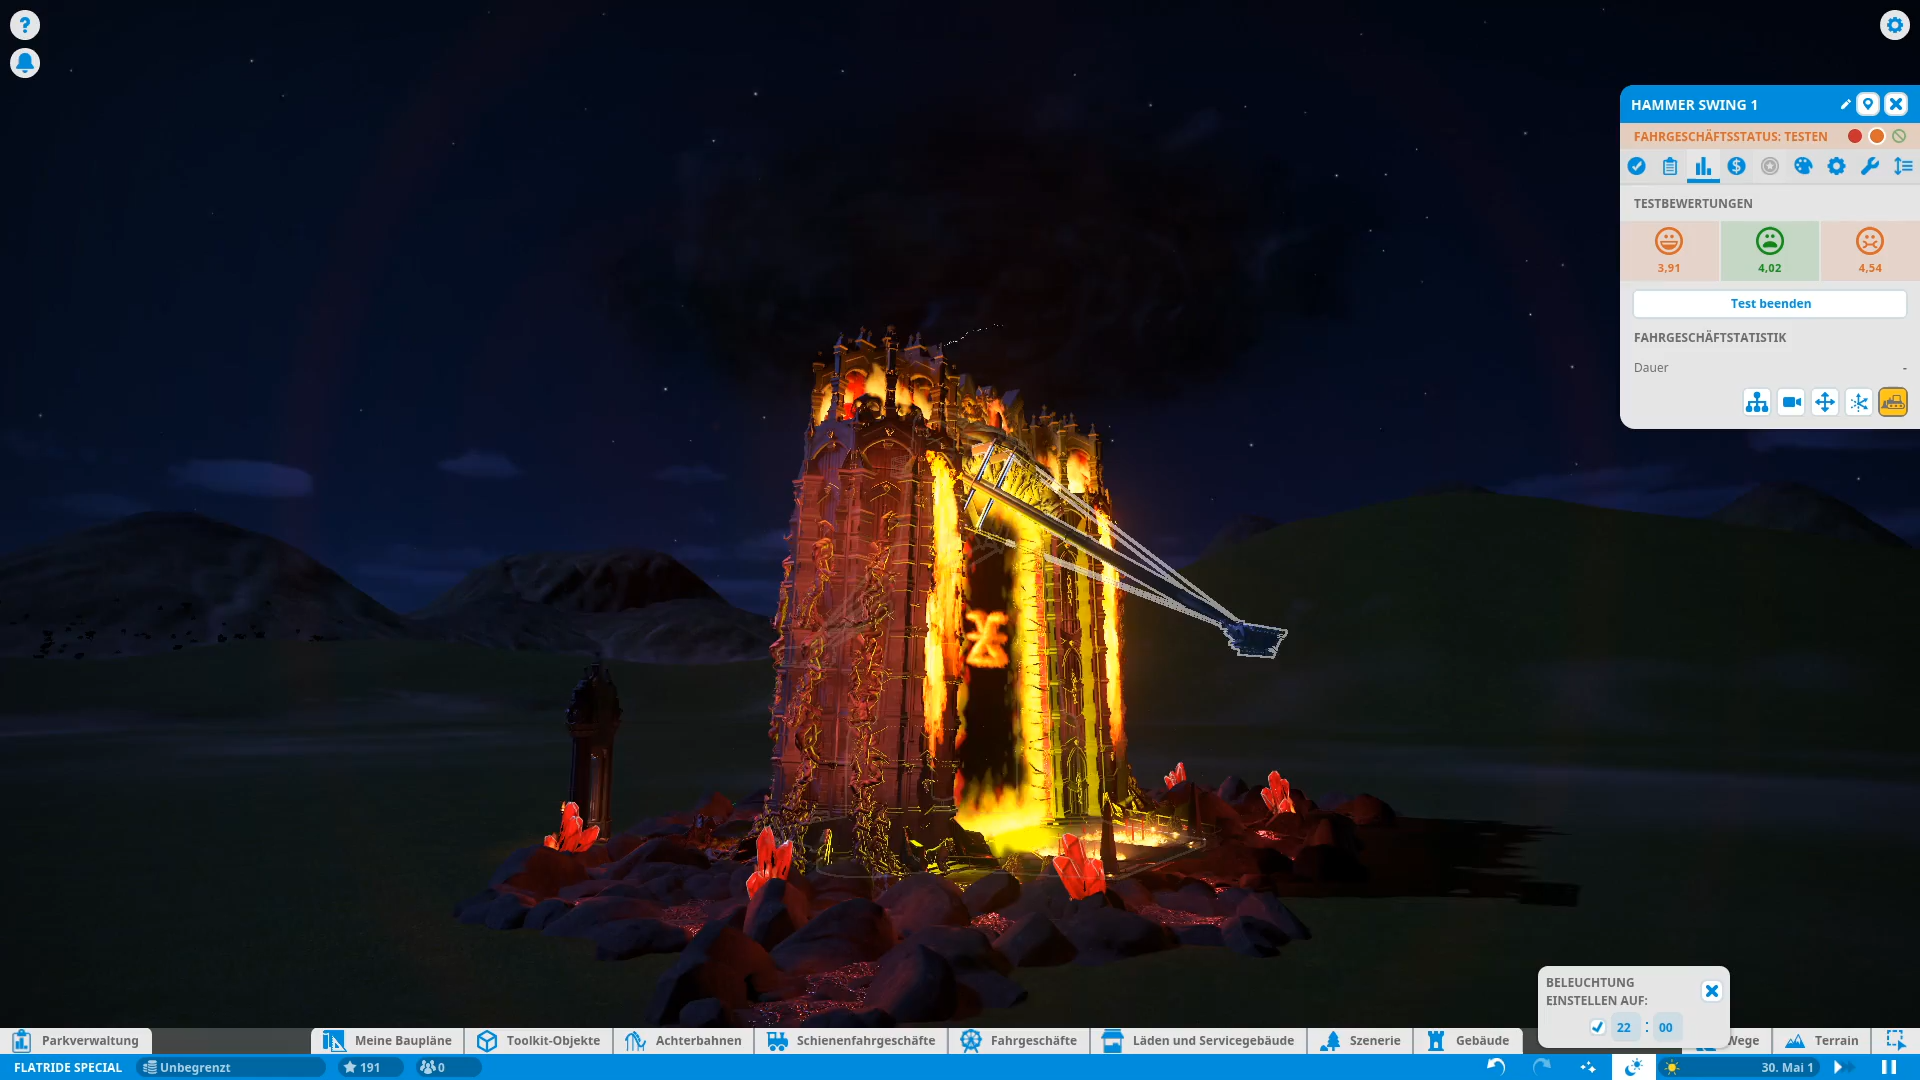 ?
HAMMER SWING 1
FAHRGESCHÄFTSSTATUS: TESTEN
TESTBEWERTUNGEN
3,91 4,02 4,54
Test beenden
FAHRGESCHÄFTSTATISTIK
Dauer -
BELEUCHTUNG
EINSTELLEN AUF:
22 : 00
Parkverwaltung Meine Baupläne Toolkit-Objekte Achterbahnen Schienenfahrgeschäfte Fahrgeschäfte Läden und Servicegebäude Szenerie Gebäude Wege Terrain
FLATRIDE SPECIAL Unbegrenzt 191 0 30. Mai 1